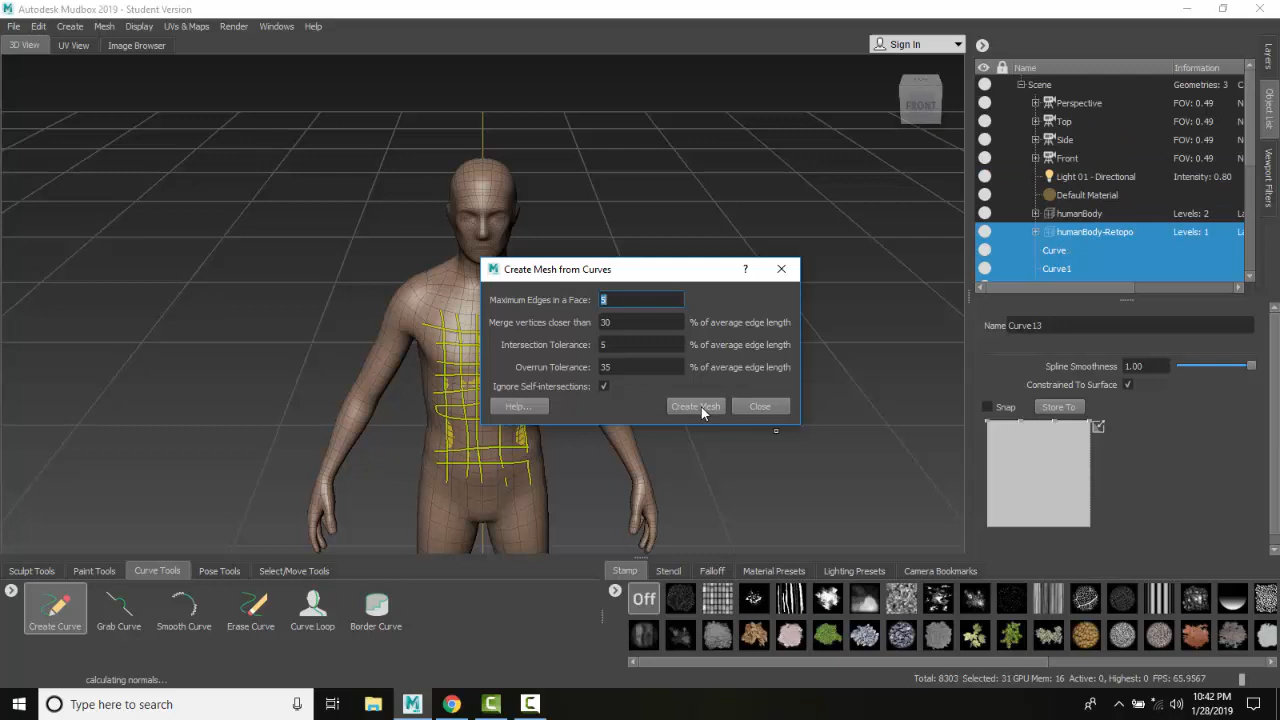 Autodesk Mudbox 2019 - Student Version
File Edit Create Mesh Display UVs & Maps Render Windows Help
3D View UV View Image Browser
Sign In
FRONT
Name Information
Scene Geometries: 3
Perspective FOV: 0.49
Top FOV: 0.49
Side FOV: 0.49
Front FOV: 0.49
Light 01 - Directional Intensity: 0.80
Default Material
humanBody Levels: 2
humanBody-Retopo Levels: 1
Curve
Curve1
Layers
Object List
Viewport Filters
Create Mesh from Curves ?
Maximum Edges in a Face: 5
Merge vertices closer than 30 % of average edge length
Intersection Tolerance: 5 % of average edge length
Overrun Tolerance: 35 % of average edge length
Ignore Self-intersections:
Help... Create Mesh Close
Name Curve13
Spline Smoothness 1.00
Constrained To Surface
Snap Store To
Sculpt Tools Paint Tools Curve Tools Pose Tools Select/Move Tools
Create Curve Grab Curve Smooth Curve Erase Curve Curve Loop Border Curve
Stamp Stencil Falloff Material Presets Lighting Presets Camera Bookmarks
Off
calculating normals...
Total: 8303 Selected: 31 GPU Mem: 16 Active: 0, Highest: 0 FPS: 65.9567
Type here to search
10:42 PM
1/28/2019